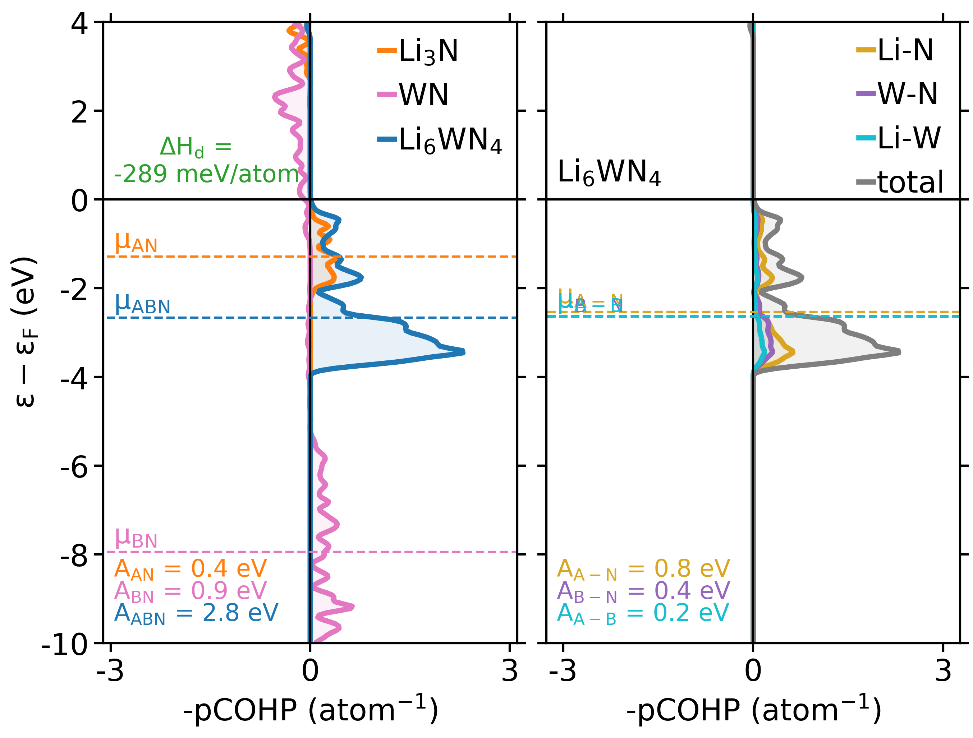 4
2
0
-2
-4
-6
-8
-10
ε − ε_F (eV)
Li₃N
WN
Li₆WN₄
ΔH_d =
-289 meV/atom
μ_AN
μ_ABN
μ_BN
A_AN = 0.4 eV
A_BN = 0.9 eV
A_ABN = 2.8 eV
-3 0 3
-pCOHP (atom⁻¹)
Li-N
W-N
Li-W
total
Li₆WN₄
A_A−N = 0.8 eV
A_B−N = 0.4 eV
A_A−B = 0.2 eV
-3 0 3
-pCOHP (atom⁻¹)